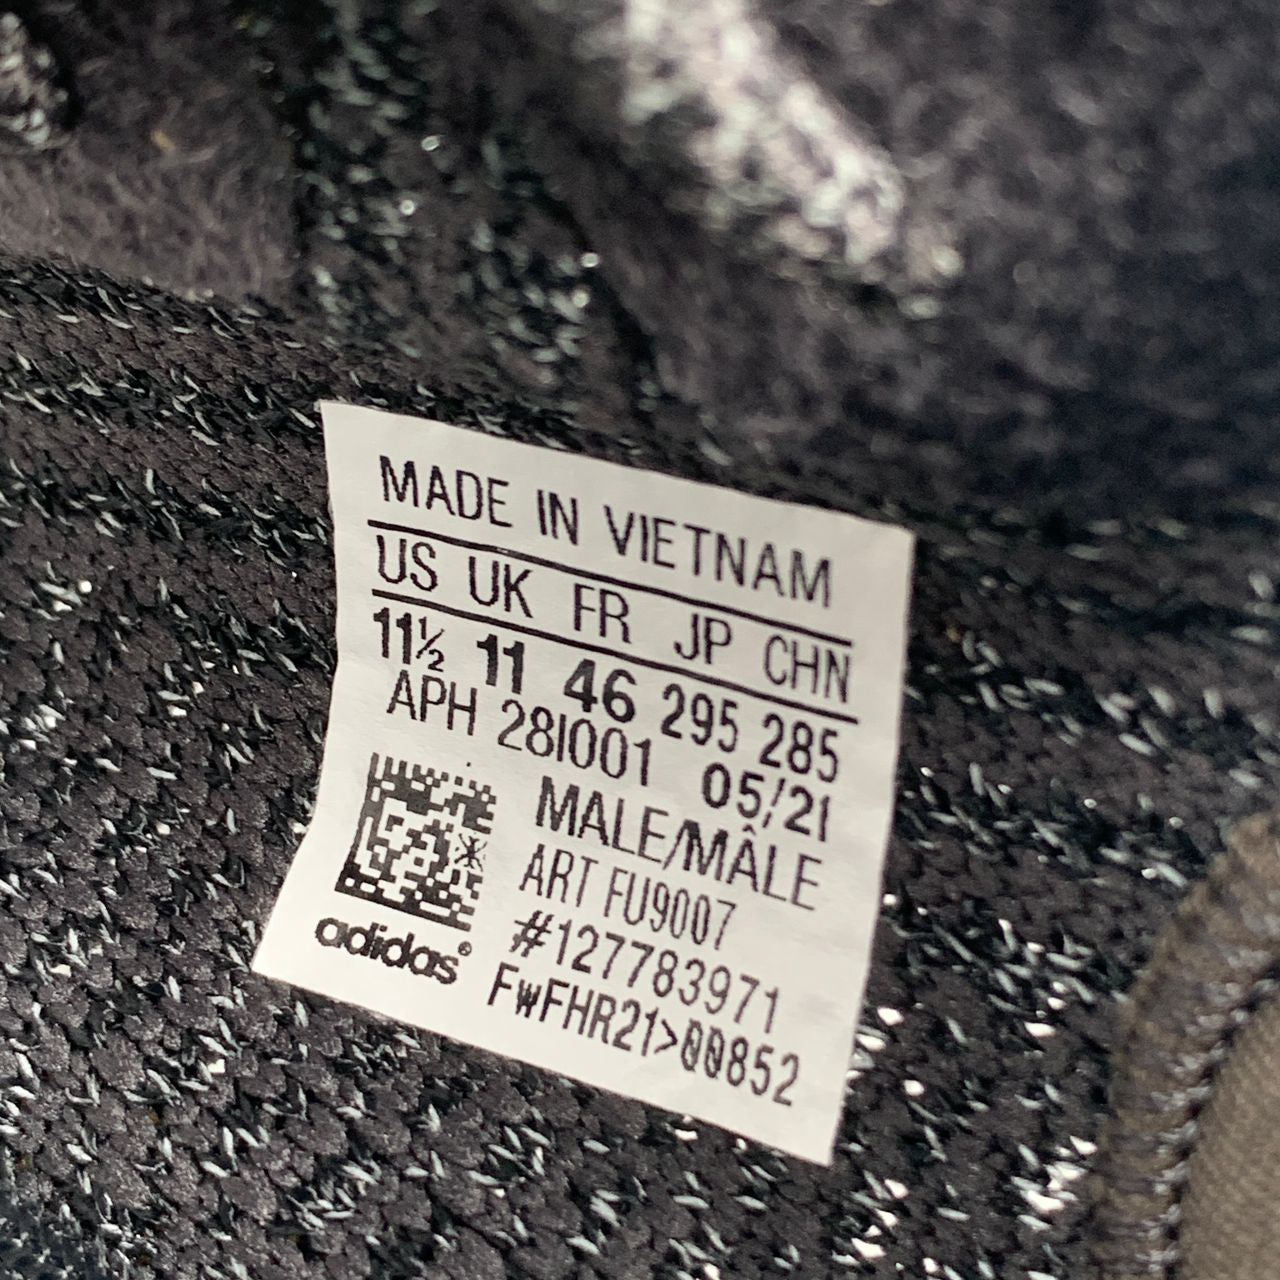 MADE IN VIETNAM
US UK FR JP CHN
11½ 11 46 295 285
APH 28I001 05/21
MALE/MÂLE
ART FU9007
#127783971
FwFHR21>00852
adidas®